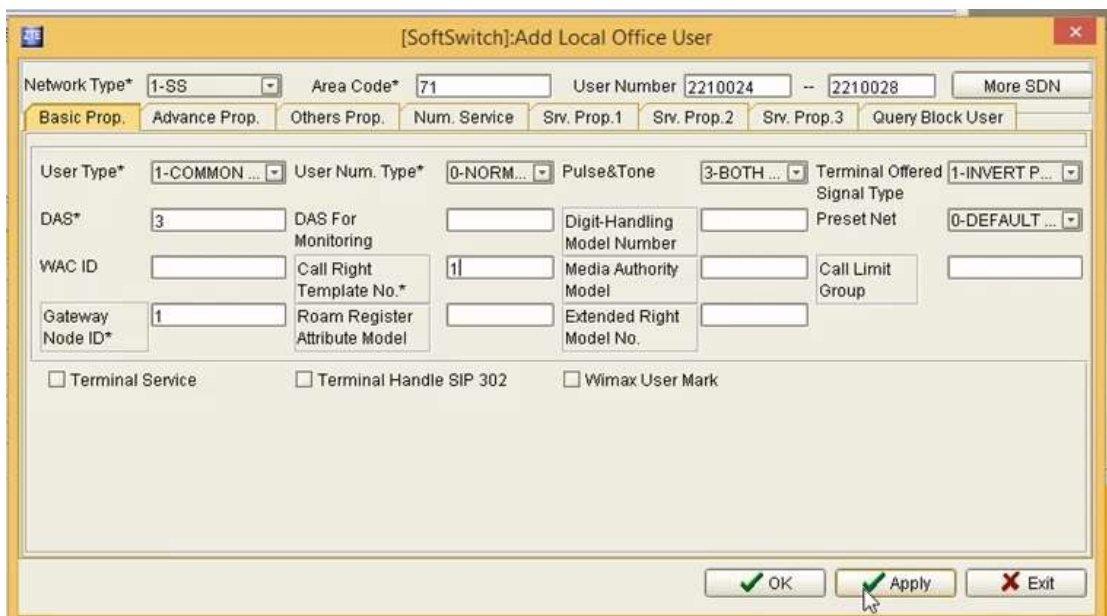 ZTE [SoftSwitch]:Add Local Office User
Network Type* 1-SS Area Code* 71 User Number 2210024 -- 2210028 More SDN
Basic Prop. Advance Prop. Others Prop. Num. Service Srv. Prop.1 Srv. Prop.2 Srv. Prop.3 Query Block User
User Type* 1-COMMON ... User Num. Type* 0-NORM... Pulse&Tone 3-BOTH ... Terminal Offered 1-INVERT P...
Signal Type
DAS* 3 DAS For Digit-Handling Preset Net 0-DEFAULT ...
Monitoring Model Number
WAC ID Call Right 1 Media Authority Call Limit
Template No.* Model Group
Gateway 1 Roam Register Extended Right
Node ID* Attribute Model Model No.
Terminal Service Terminal Handle SIP 302 Wimax User Mark
OK Apply Exit